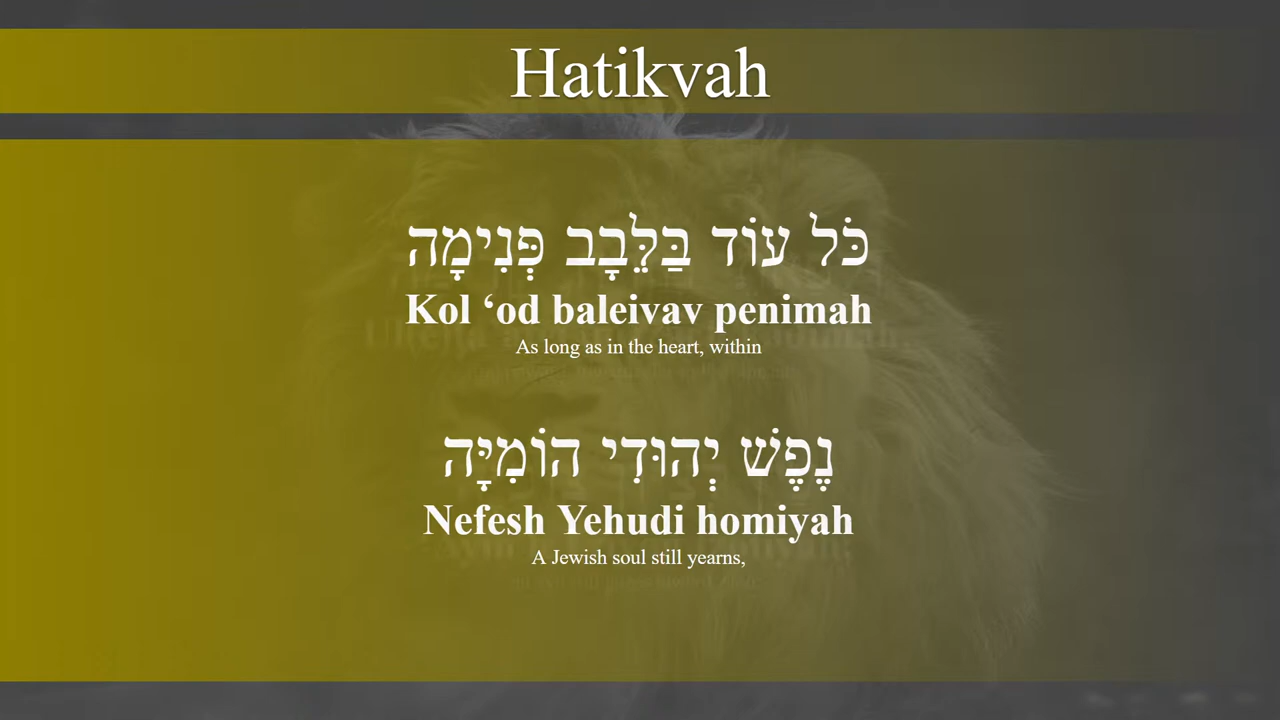 Hatikvah
כֹּל עוֹד בַּלֵּבָב פְּנִימָה
Kol ‘od baleivav penimah
As long as in the heart, within
נֶפֶשׁ יְהוּדִי הוֹמִיָּה
Nefesh Yehudi homiyah
A Jewish soul still yearns,